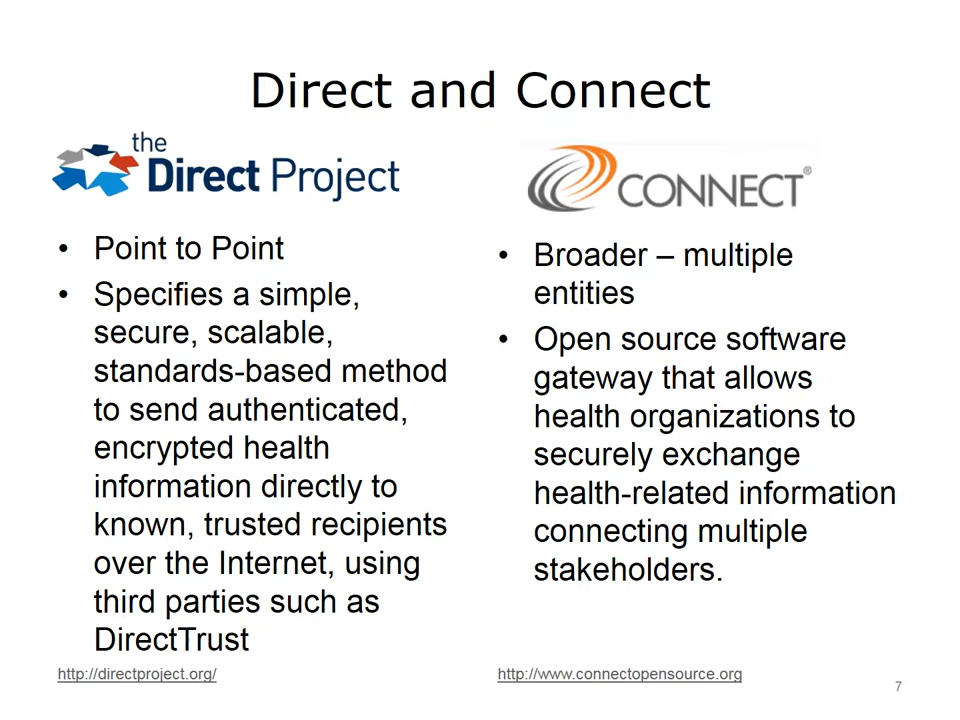 Direct and Connect
the
Direct Project
• Point to Point
• Specifies a simple,
secure, scalable,
standards-based method
to send authenticated,
encrypted health
information directly to
known, trusted recipients
over the Internet, using
third parties such as
DirectTrust
http://directproject.org/
CONNECT®
• Broader – multiple
entities
• Open source software
gateway that allows
health organizations to
securely exchange
health-related information
connecting multiple
stakeholders.
http://www.connectopensource.org
7